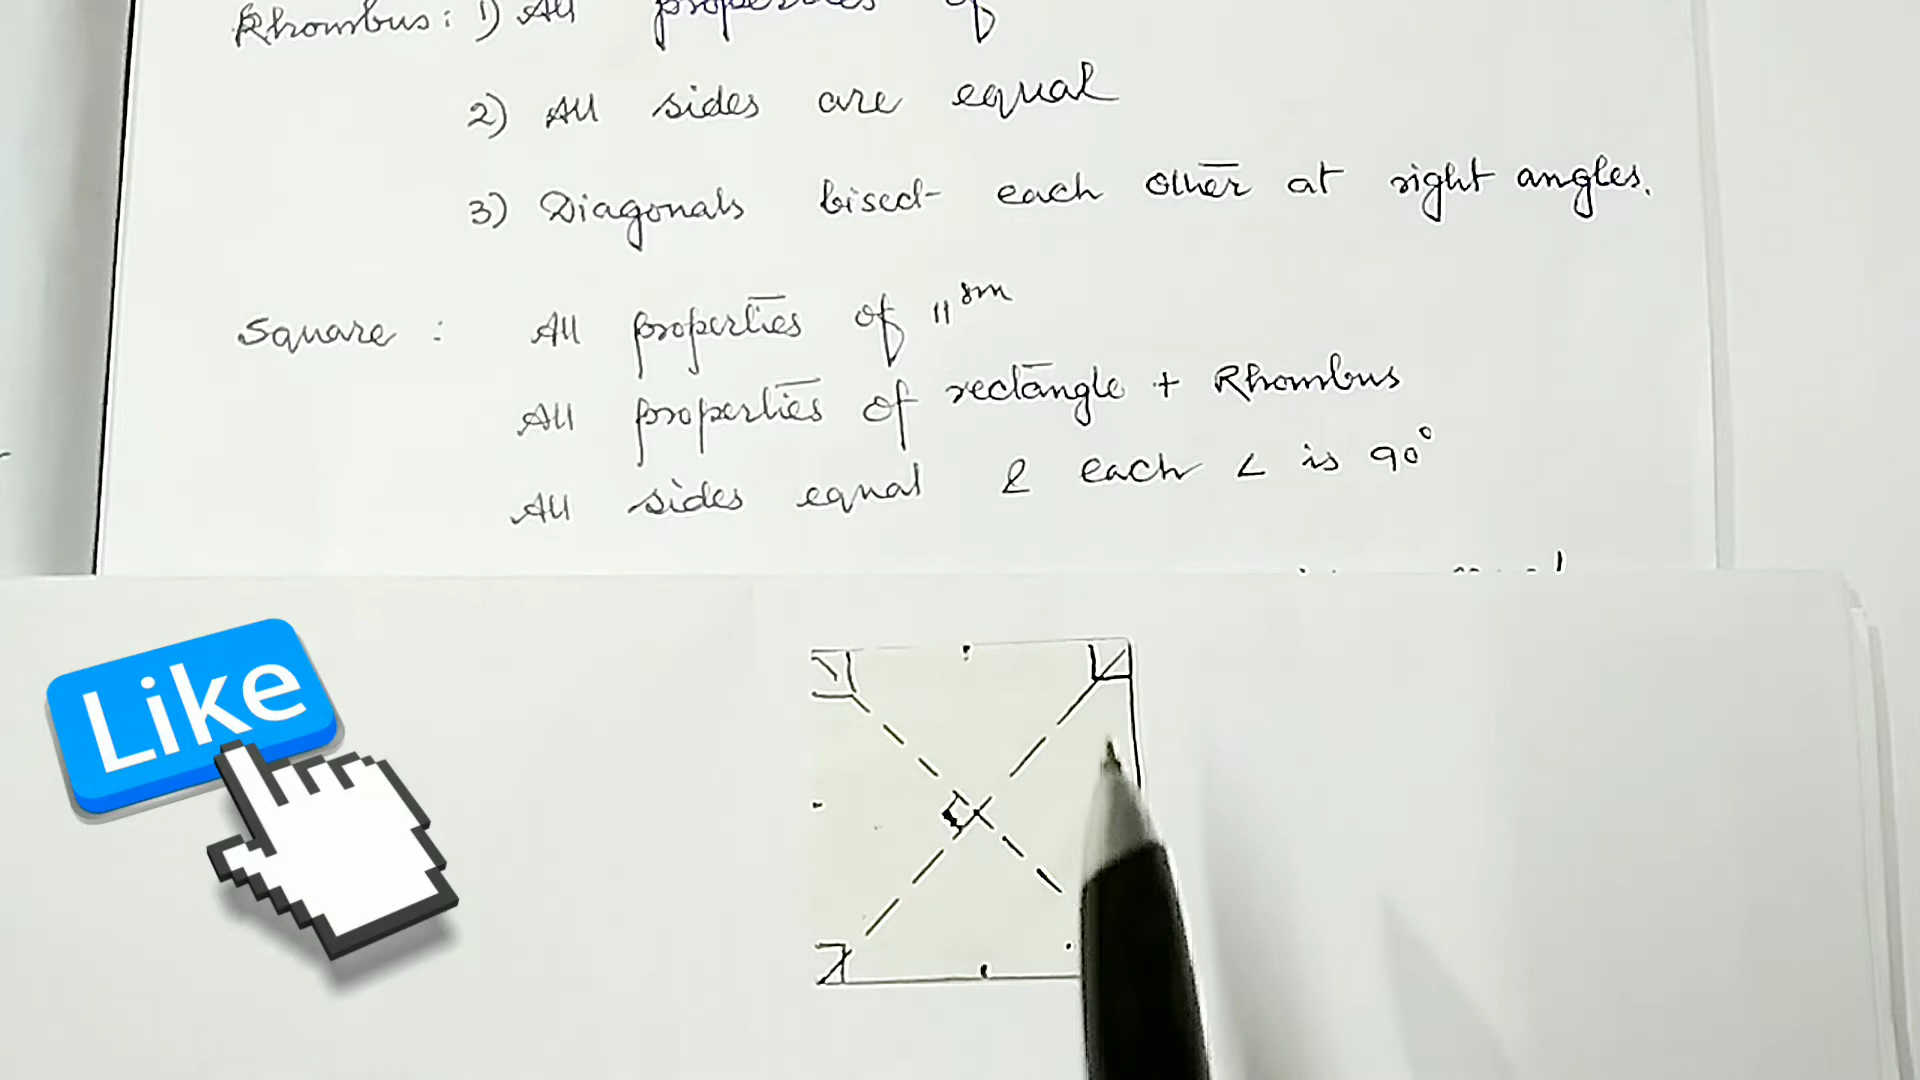 Rhombus: 1) All properties of
2) All sides are equal
3) Diagonals bisect each other at right angles.
Square : All properties of ||gm
All properties of rectangle + Rhombus
All sides equal & each ∠ is 90°
Like